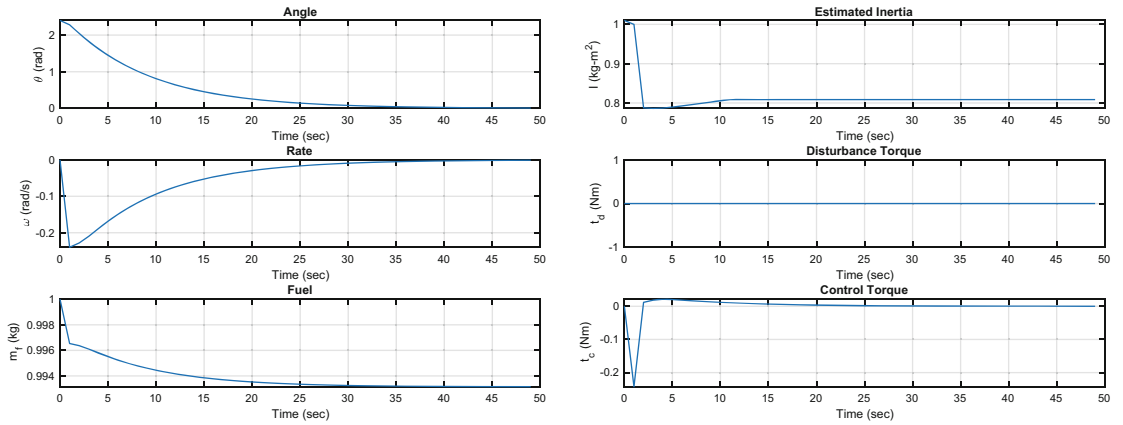 Angle
θ (rad)
2
1
0
0 5 10 15 20 25 30 35 40 45 50
Time (sec)
Rate
ω (rad/s)
0
-0.1
-0.2
0 5 10 15 20 25 30 35 40 45 50
Time (sec)
Fuel
m_f (kg)
1
0.998
0.996
0.994
0 5 10 15 20 25 30 35 40 45 50
Time (sec)
Estimated Inertia
I (kg-m²)
1
0.9
0.8
0 5 10 15 20 25 30 35 40 45 50
Time (sec)
Disturbance Torque
t_d (Nm)
1
0
-1
0 5 10 15 20 25 30 35 40 45 50
Time (sec)
Control Torque
t_c (Nm)
0
-0.1
-0.2
0 5 10 15 20 25 30 35 40 45 50
Time (sec)